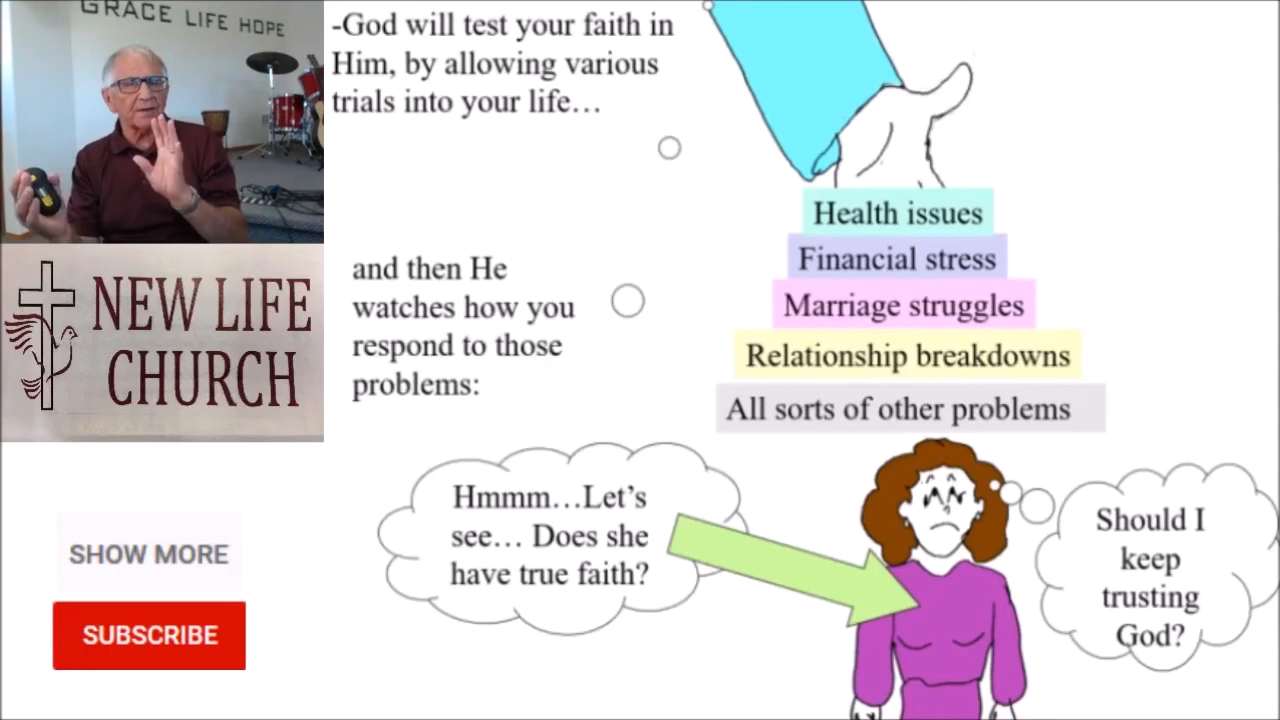 GRACE LIFE HOPE
-God will test your faith in
Him, by allowing various
trials into your life…
Health issues
Financial stress
Marriage struggles
Relationship breakdowns
All sorts of other problems
and then He
watches how you
respond to those
problems:
NEW LIFE
CHURCH
Hmmm…Let’s
see… Does she
have true faith?
Should I
keep
trusting
God?
SHOW MORE
SUBSCRIBE